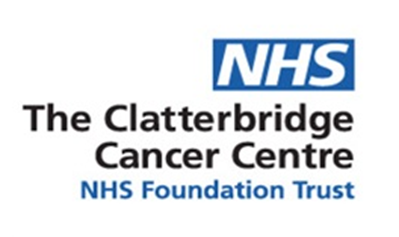 NHS
The Clatterbridge
Cancer Centre
NHS Foundation Trust